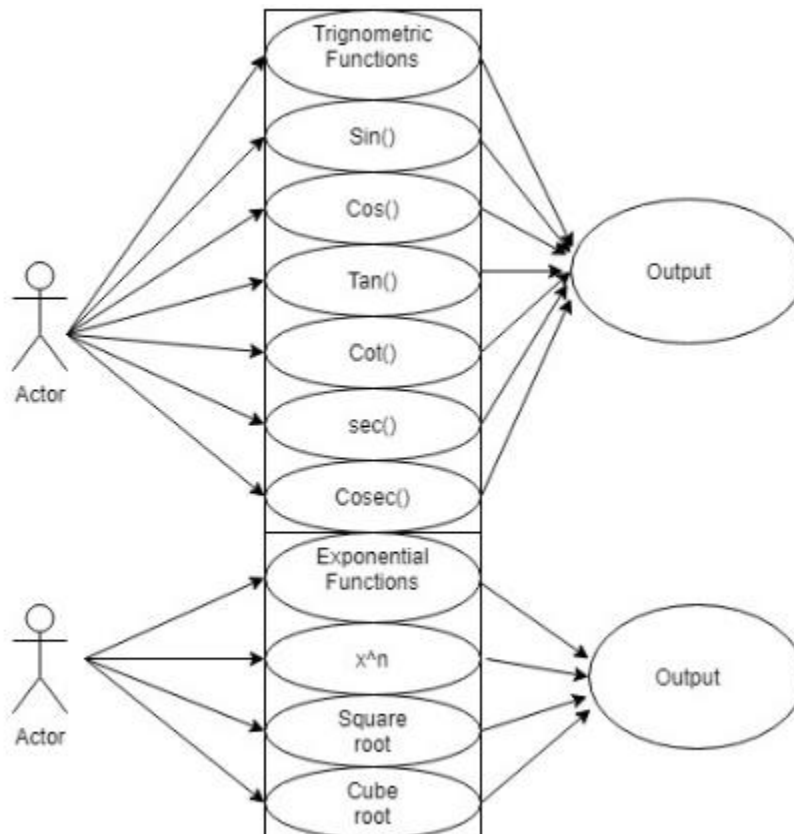 Trignometric
Functions
Sin()
Cos()
Tan()
Cot()
sec()
Cosec()
Actor
Output
Exponential
Functions
x^n
Square
root
Cube
root
Actor
Output